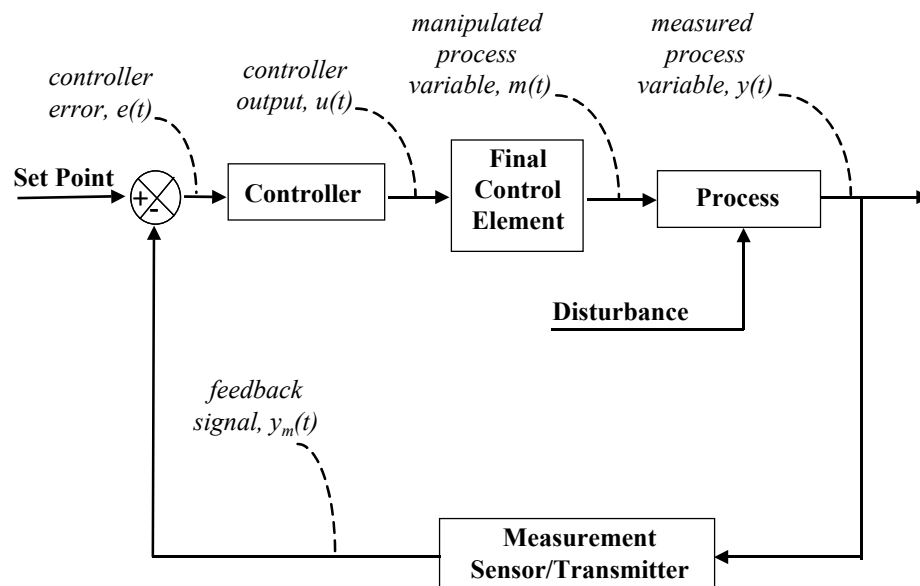 manipulated
process
variable, m(t)
measured
process
variable, y(t)
controller
error, e(t)
controller
output, u(t)
Set Point
+
-
Controller
Final
Control
Element
Process
Disturbance
feedback
signal, yₘ(t)
Measurement
Sensor/Transmitter